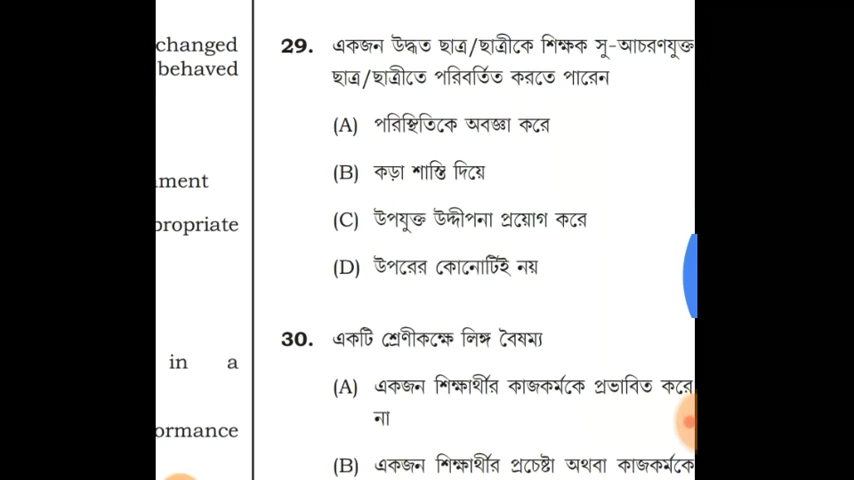 changed
behaved
ment
propriate
in a
ormance
29. একজন উদ্ধত ছাত্র/ছাত্রীকে শিক্ষক সু-আচরণযুক্ত
ছাত্র/ছাত্রীতে পরিবর্তিত করতে পারেন
(A) পরিস্থিতিকে অবজ্ঞা করে
(B) কড়া শাস্তি দিয়ে
(C) উপযুক্ত উদ্দীপনা প্রয়োগ করে
(D) উপরের কোনোটিই নয়
30. একটি শ্রেণীকক্ষে লিঙ্গ বৈষম্য
(A) একজন শিক্ষার্থীর কাজকর্মকে প্রভাবিত করে
না
(B) একজন শিক্ষার্থীর প্রচেষ্টা অথবা কাজকর্মকে